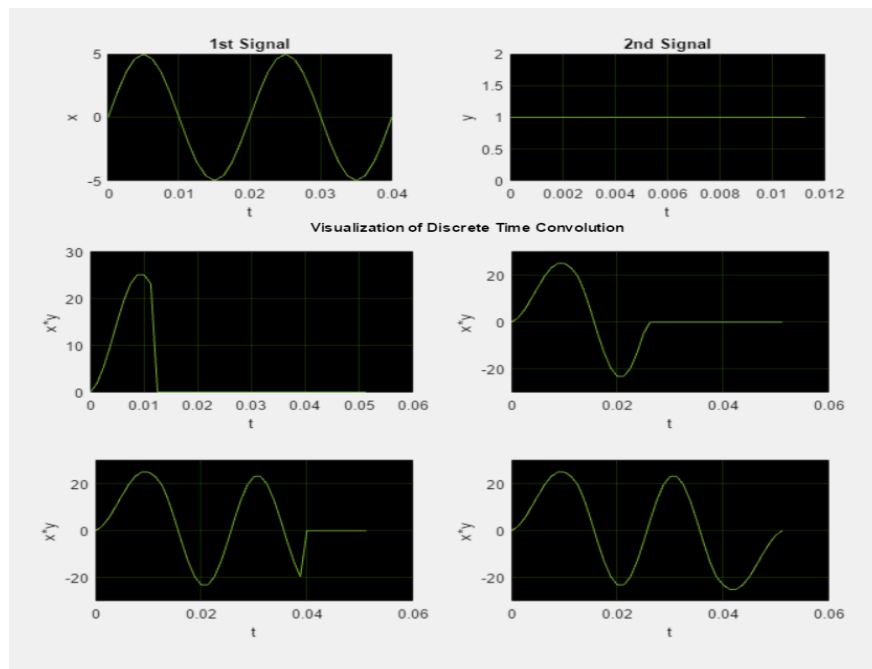 1st Signal
5
0
-5
x
0 0.01 0.02 0.03 0.04
t
2nd Signal
2
1.5
1
0.5
0
y
0 0.002 0.004 0.006 0.008 0.01 0.012
t
Visualization of Discrete Time Convolution
30
20
10
0
x*y
0 0.01 0.02 0.03 0.04 0.05 0.06
t
20
0
-20
x*y
0 0.02 0.04 0.06
t
20
0
-20
x*y
0 0.02 0.04 0.06
t
20
0
-20
x*y
0 0.02 0.04 0.06
t